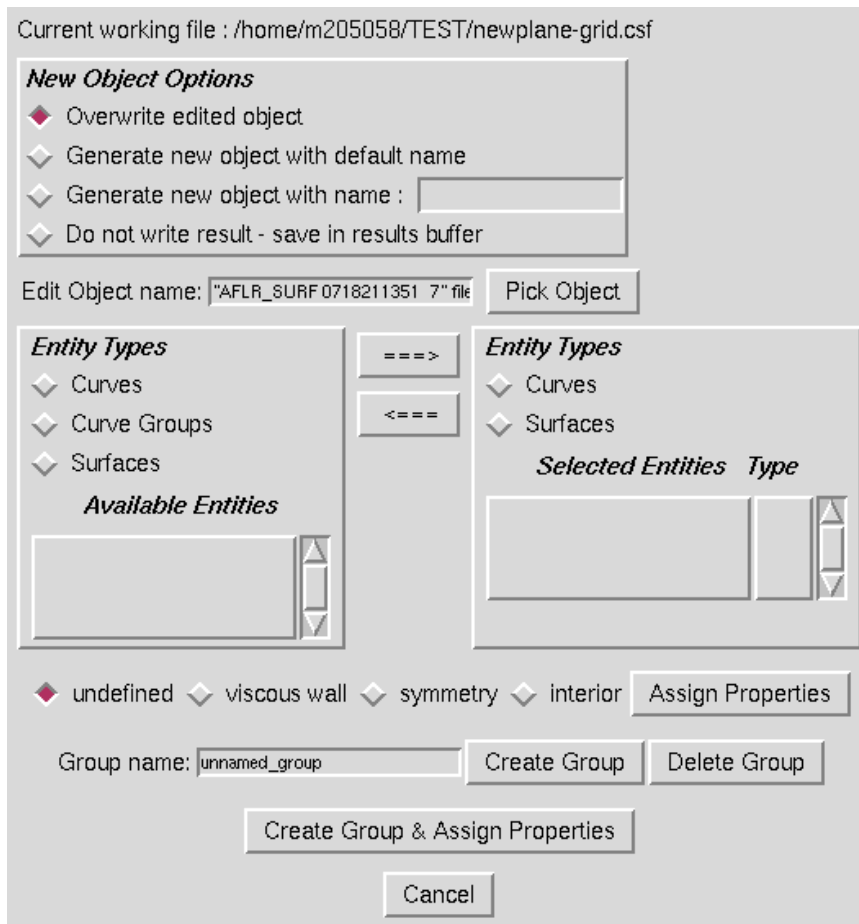 Current working file : /home/m205058/TEST/newplane-grid.csf
New Object Options
Overwrite edited object
Generate new object with default name
Generate new object with name :
Do not write result - save in results buffer
Edit Object name: "AFLR_SURF 0718211351 7" file Pick Object
Entity Types
Curves
Curve Groups
Surfaces
Available Entities
===>
<===
Entity Types
Curves
Surfaces
Selected Entities Type
undefined viscous wall symmetry interior Assign Properties
Group name: unnamed_group Create Group Delete Group
Create Group & Assign Properties
Cancel